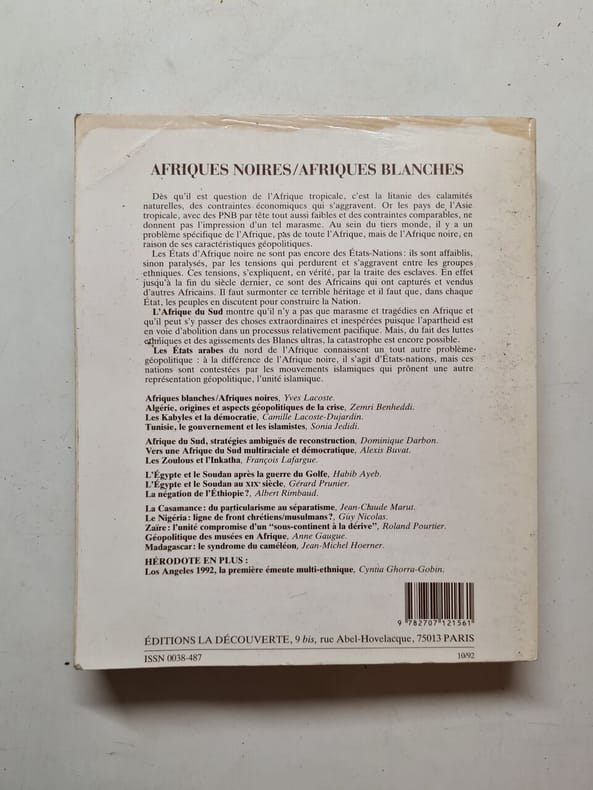 AFRIQUES NOIRES/AFRIQUES BLANCHES
Dès qu'il est question de l'Afrique tropicale, c'est la litanie des calamités
naturelles, des contraintes économiques qui s'aggravent. Or les pays de l'Asie
tropicale, avec des PNB par tête tout aussi faibles et des contraintes comparables, ne
donnent pas l'impression d'un tel marasme. Au sein du tiers monde, il y a un
problème spécifique de l'Afrique, pas de toute l'Afrique, mais de l'Afrique noire, en
raison de ses caractéristiques géopolitiques.
Les États d'Afrique noire ne sont pas encore des États-Nations : ils sont affaiblis,
sinon paralysés, par les tensions qui perdurent et s'aggravent entre les groupes
ethniques. Ces tensions, s'expliquent, en vérité, par la traite des esclaves. En effet
jusqu'à la fin du siècle dernier, ce sont des Africains qui ont capturés et vendus
d'autres Africains. Il faut surmonter ce terrible héritage et il faut que, dans chaque
État, les peuples en discutent pour construire la Nation.
L'Afrique du Sud montre qu'il n'y a pas que marasme et tragédies en Afrique et
qu'il peut s'y passer des choses extraordinaires et inespérées puisque l'apartheid est
en voie d'abolition dans un processus relativement pacifique. Mais, du fait des luttes
ethniques et des agissements des Blancs ultras, la catastrophe est encore possible.
Les États arabes du nord de l'Afrique connaissent un tout autre problème
géopolitique : à la différence de l'Afrique noire, il s'agit d'États-nations, mais ces
nations sont contestées par les mouvements islamiques qui prônent une autre
représentation géopolitique, l'unité islamique.
Afriques blanches/Afriques noires, Yves Lacoste.
Algérie, origines et aspects géopolitiques de la crise, Zemri Benheddi.
Les Kabyles et la démocratie, Camille Lacoste-Dujardin.
Tunisie, le gouvernement et les islamistes, Sonia Jedidi.
Afrique du Sud, stratégies ambiguës de reconstruction, Dominique Darbon.
Vers une Afrique du Sud multiraciale et démocratique, Alexis Buvat.
Les Zoulous et l'Inkatha, François Lafargue.
L'Égypte et le Soudan après la guerre du Golfe, Habib Ayeb.
L'Égypte et le Soudan au XIXe siècle, Gérard Prunier.
La négation de l'Éthiopie ?, Albert Rimbaud.
La Casamance : du particularisme au séparatisme, Jean-Claude Marut.
Le Nigéria : ligne de front chrétiens/musulmans ?, Guy Nicolas.
Zaïre : l'unité compromise d'un "sous-continent à la dérive", Roland Pourtier.
Géopolitique des musées en Afrique, Anne Gaugue.
Madagascar : le syndrome du caméléon, Jean-Michel Hoerner.
HÉRODOTE EN PLUS :
Los Angeles 1992, la première émeute multi-ethnique, Cyntia Ghorra-Gobin.
9 782707 121561
ÉDITIONS LA DÉCOUVERTE, 9 bis, rue Abel-Hovelacque, 75013 PARIS
ISSN 0038-487 10/92